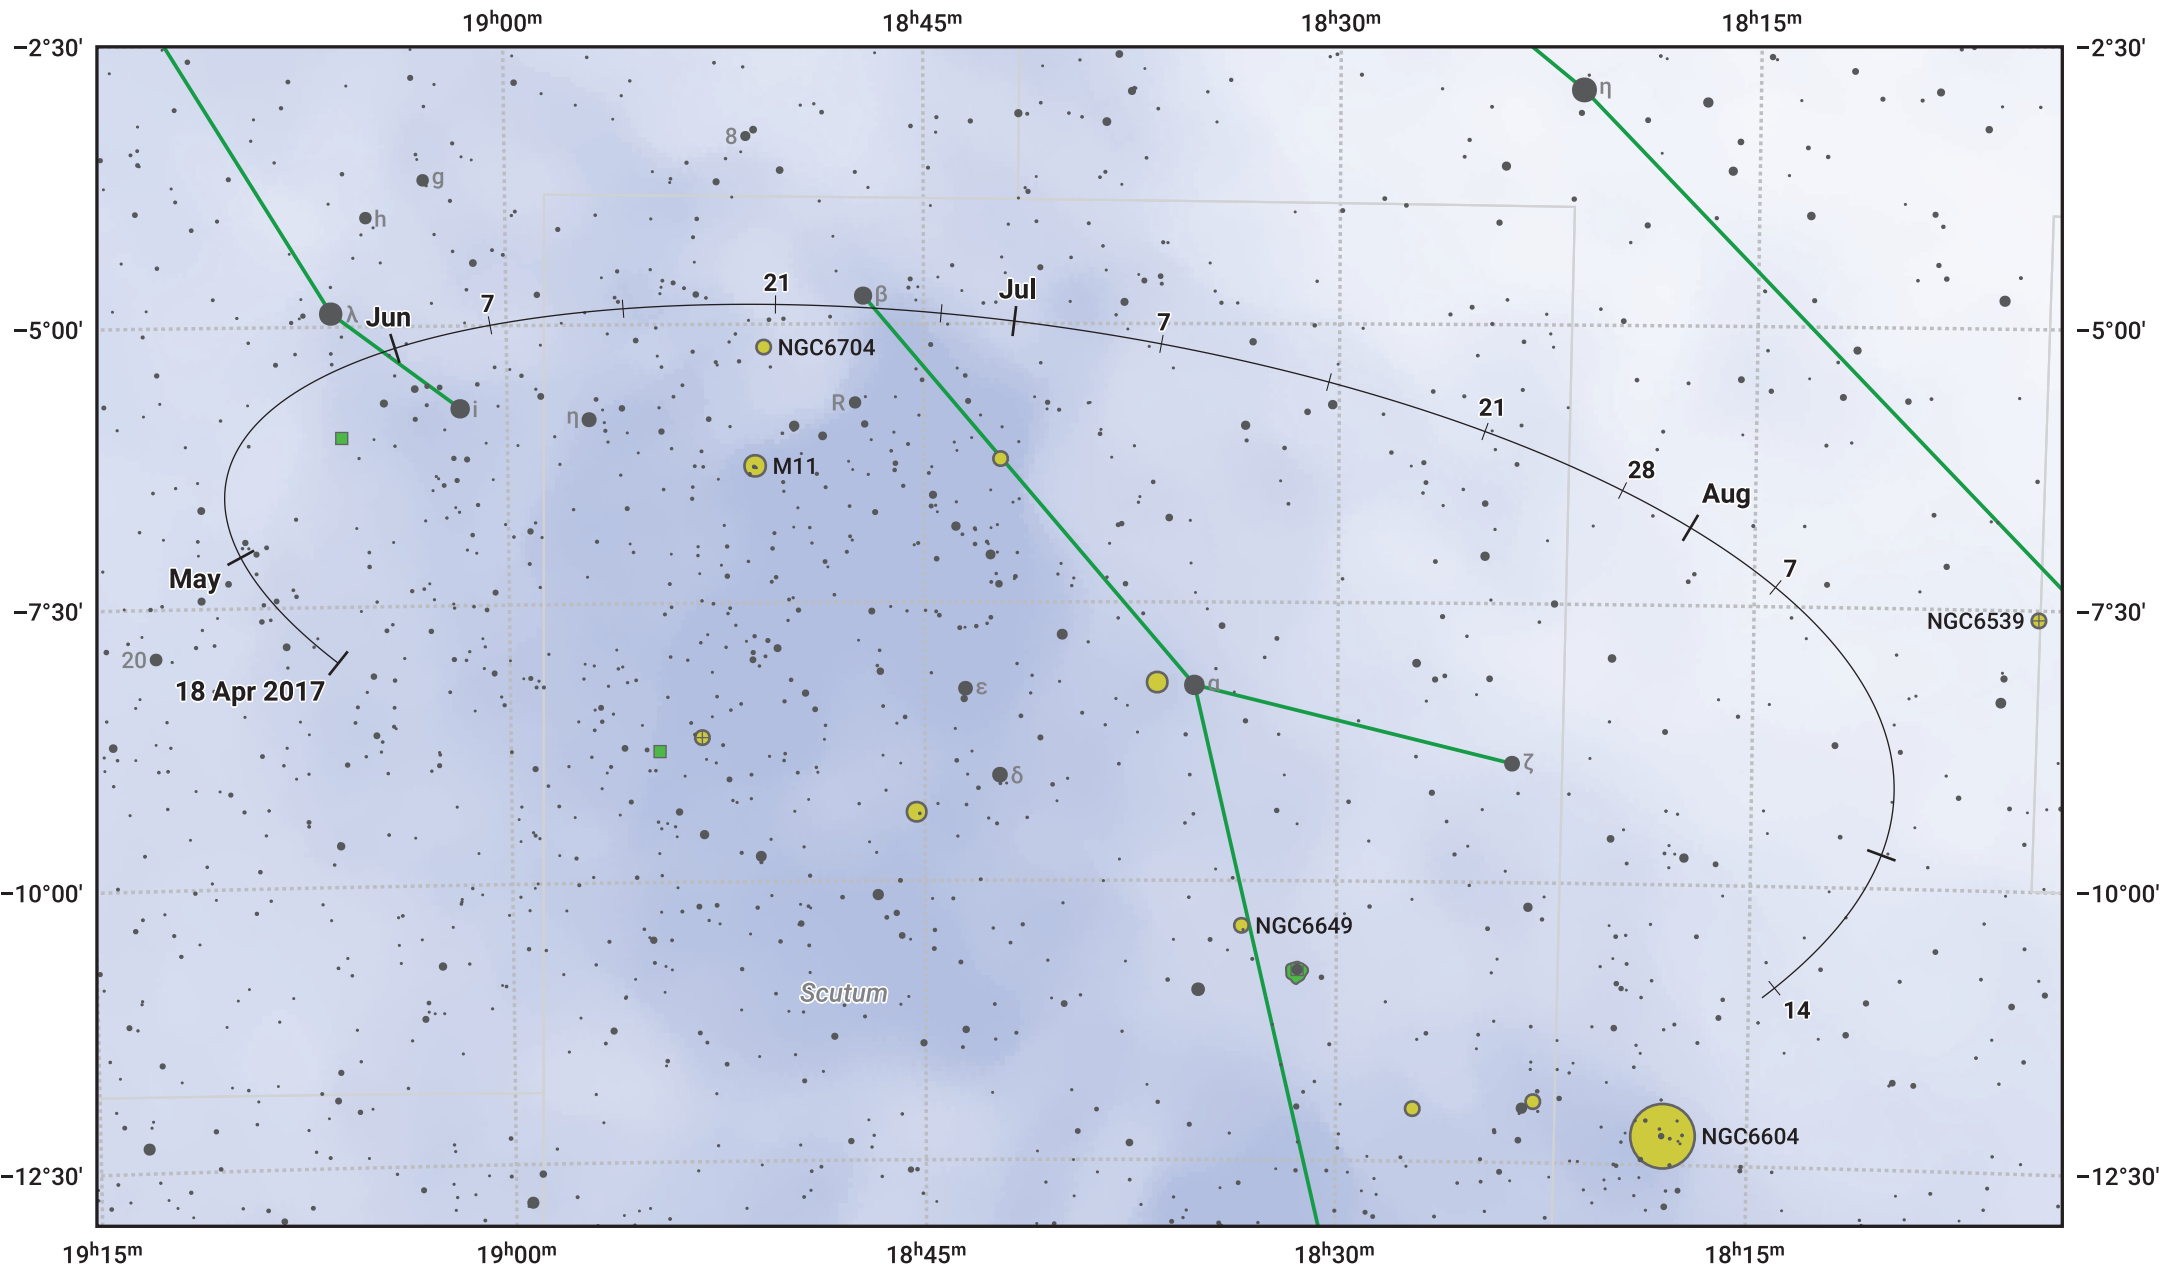 19ʰ00ᵐ 18ʰ45ᵐ 18ʰ30ᵐ 18ʰ15ᵐ
−2°30' −2°30'
η
8
g
h
21
β
Jul
λ
Jun
7
7
−5°00' −5°00'
NGC6704
R
i
η
21
M11
28
Aug
7
May
−7°30' −7°30'
NGC6539
20
18 Apr 2017
ε
α
ζ
δ
−10°00' −10°00'
NGC6649
Scutum
14
NGC6604
−12°30' −12°30'
19ʰ15ᵐ 19ʰ00ᵐ 18ʰ45ᵐ 18ʰ30ᵐ 18ʰ15ᵐ